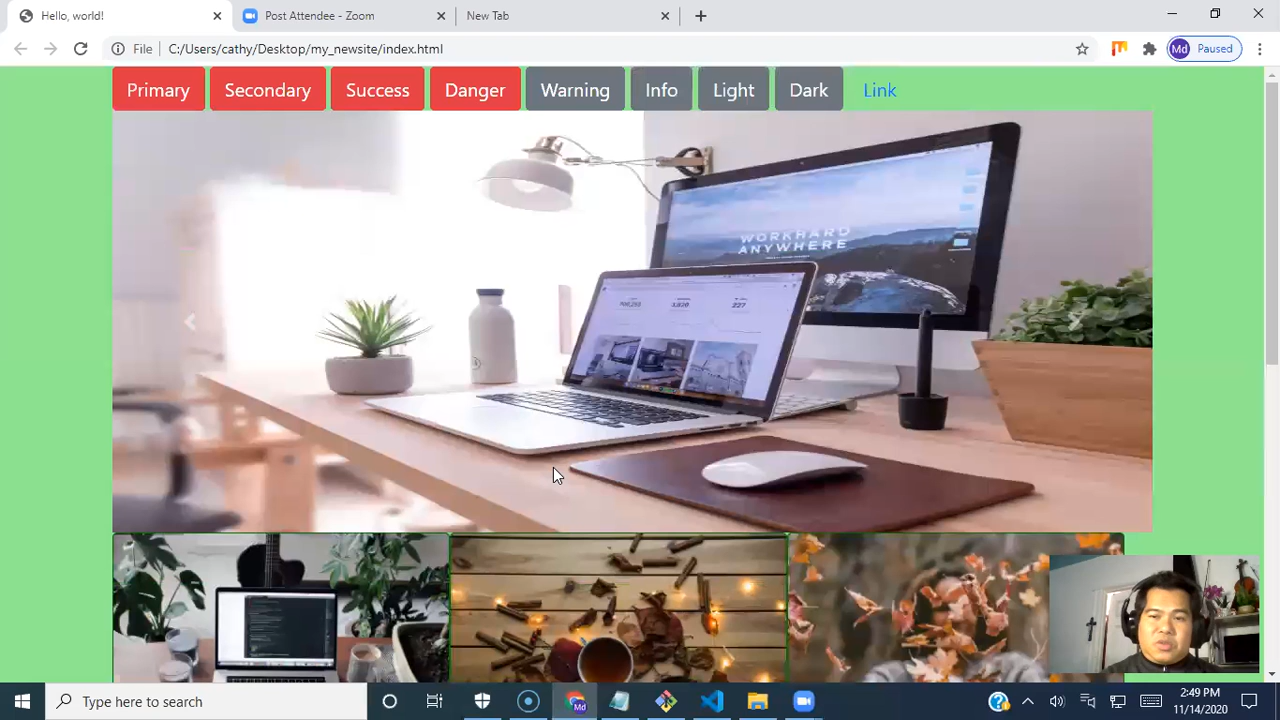 Hello, world!
Post Attendee - Zoom
New Tab
File
C:/Users/cathy/Desktop/my_newsite/index.html
Md
Paused
Primary
Secondary
Success
Danger
Warning
Info
Light
Dark
Link
WORKHARD
ANYWHERE
Type here to search
Md
2:49 PM
11/14/2020